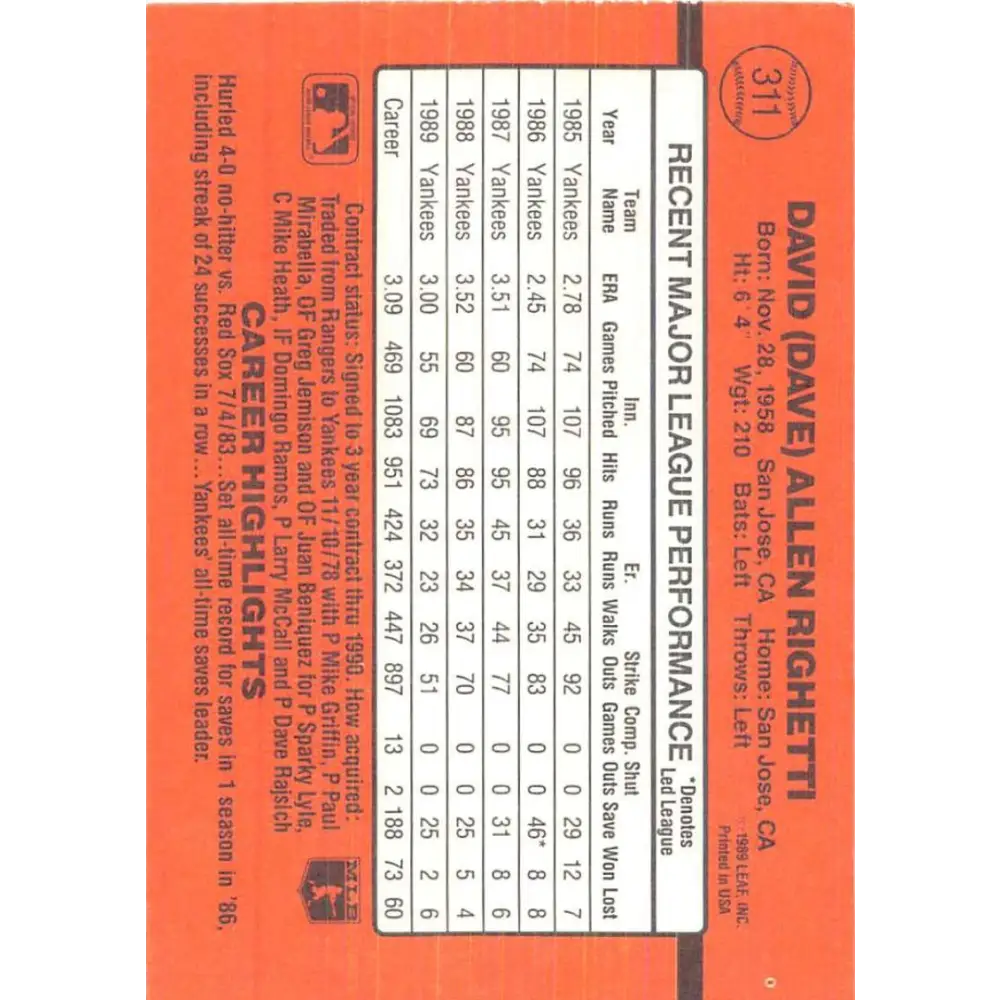 311
DAVID (DAVE) ALLEN RIGHETTI
Born: Nov. 28, 1958 San Jose, CA Home: San Jose, CA
Ht: 6' 4" Wgt: 210 Bats: Left Throws: Left
1989 LEAF, INC.
Printed in USA
RECENT MAJOR LEAGUE PERFORMANCE
*Denotes
Led League
Team Inn. Er. Strike Comp. Shut
Year Name ERA Games Pitched Hits Runs Runs Walks Outs Games Outs Save Won Lost
1985 Yankees 2.78 74 107 96 36 33 45 92 0 0 29 12 7
1986 Yankees 2.45 74 107 88 31 29 35 83 0 0 46* 8 8
1987 Yankees 3.51 60 95 95 45 37 44 77 0 0 31 8 6
1988 Yankees 3.52 60 87 86 35 34 37 70 0 0 25 5 4
1989 Yankees 3.00 55 69 73 32 23 26 51 0 0 25 2 6
Career 3.09 469 1083 951 424 372 447 897 13 2 188 73 60
Contract status: Signed to 3 year contract thru 1990. How acquired:
Traded from Rangers to Yankees 11/10/78 with P Mike Griffin, P Paul
Mirabella, OF Greg Jemison and OF Juan Beniquez for P Sparky Lyle,
C Mike Heath, IF Domingo Ramos, P Larry McCall and P Dave Rajsich
MLB
CAREER HIGHLIGHTS
Hurled 4-0 no-hitter vs. Red Sox 7/4/83... Set all-time record for saves in 1 season in '86,
including streak of 24 successes in a row... Yankees' all-time saves leader.